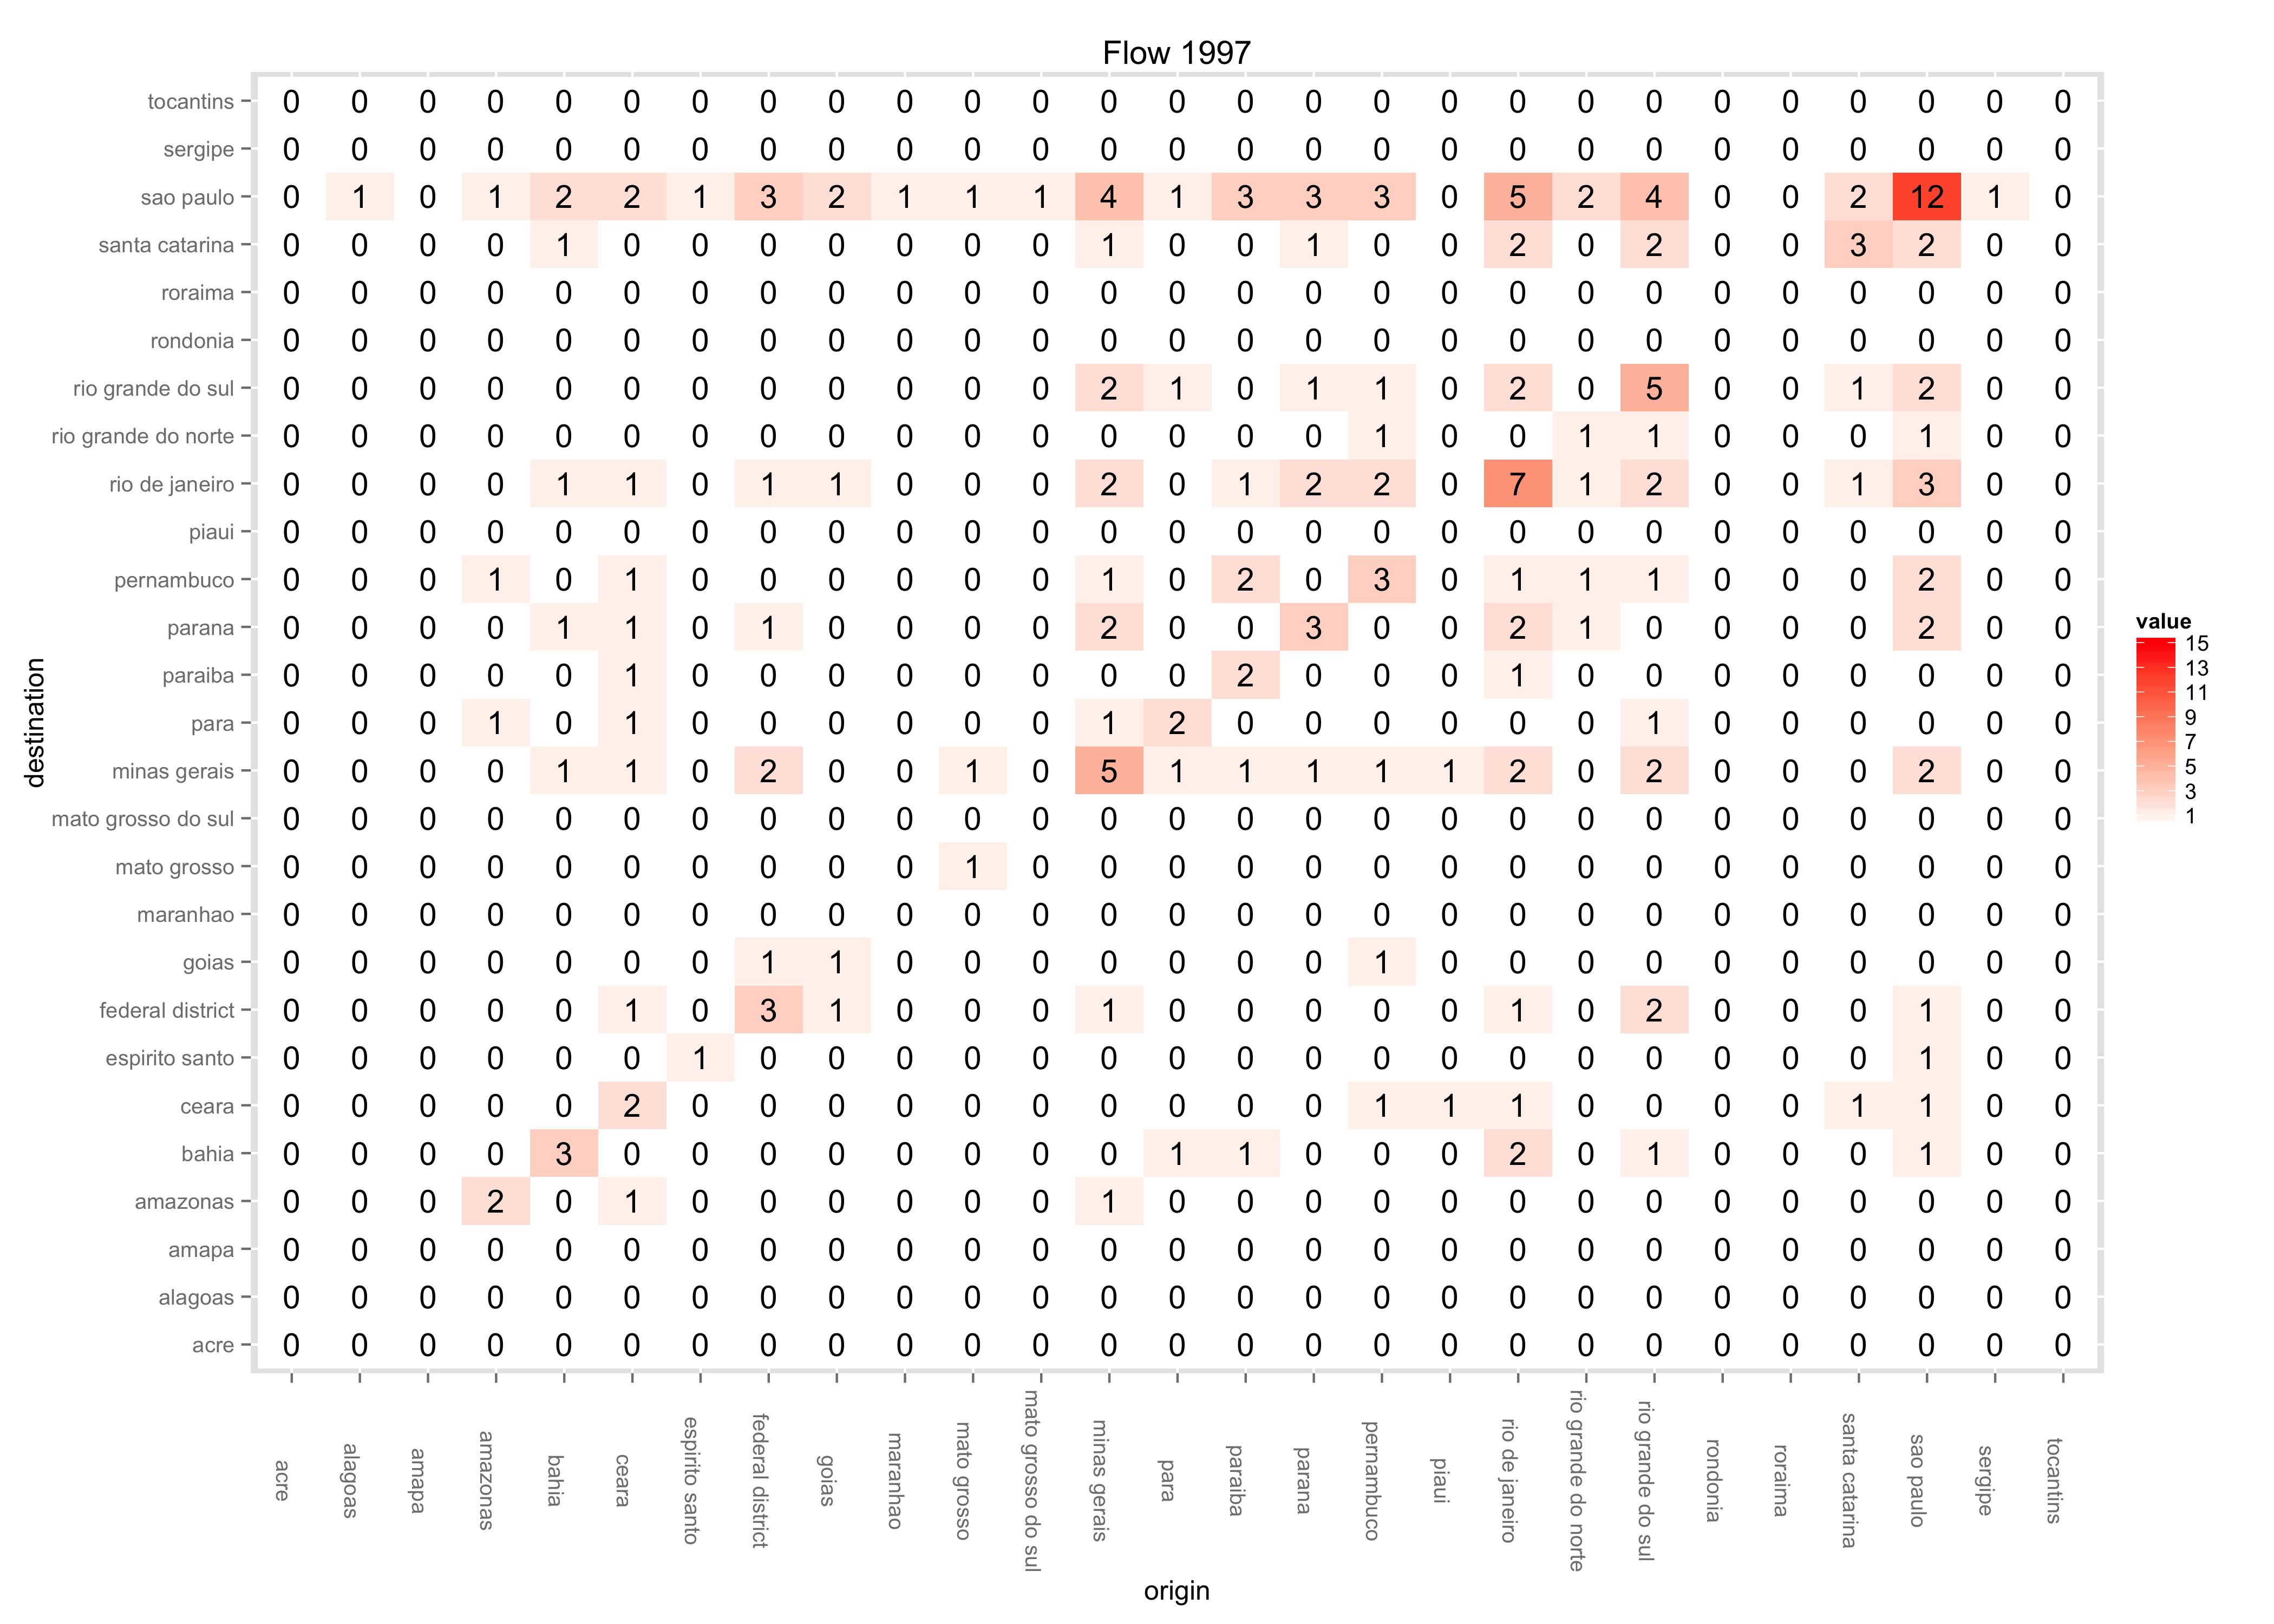 Flow 1997
tocantins 0 0 0 0 0 0 0 0 0 0 0 0 0 0 0 0 0 0 0 0 0 0 0 0 0 0 0
sergipe 0 0 0 0 0 0 0 0 0 0 0 0 0 0 0 0 0 0 0 0 0 0 0 0 0 0 0
sao paulo 0 1 0 1 2 2 1 3 2 1 1 1 4 1 3 3 3 0 5 2 4 0 0 2 12 1 0
santa catarina 0 0 0 0 1 0 0 0 0 0 0 0 1 0 0 1 0 0 2 0 2 0 0 3 2 0 0
roraima 0 0 0 0 0 0 0 0 0 0 0 0 0 0 0 0 0 0 0 0 0 0 0 0 0 0 0
rondonia 0 0 0 0 0 0 0 0 0 0 0 0 0 0 0 0 0 0 0 0 0 0 0 0 0 0 0
rio grande do sul 0 0 0 0 0 0 0 0 0 0 0 0 2 1 0 1 1 0 2 0 5 0 0 1 2 0 0
rio grande do norte 0 0 0 0 0 0 0 0 0 0 0 0 0 0 0 0 1 0 0 1 1 0 0 0 1 0 0
rio de janeiro 0 0 0 0 1 1 0 1 1 0 0 0 2 0 1 2 2 0 7 1 2 0 0 1 3 0 0
piaui 0 0 0 0 0 0 0 0 0 0 0 0 0 0 0 0 0 0 0 0 0 0 0 0 0 0 0
pernambuco 0 0 0 1 0 1 0 0 0 0 0 0 1 0 2 0 3 0 1 1 1 0 0 0 2 0 0
parana 0 0 0 0 1 1 0 1 0 0 0 0 2 0 0 3 0 0 2 1 0 0 0 0 2 0 0
paraiba 0 0 0 0 0 1 0 0 0 0 0 0 0 0 2 0 0 0 1 0 0 0 0 0 0 0 0
para 0 0 0 1 0 1 0 0 0 0 0 0 1 2 0 0 0 0 0 0 1 0 0 0 0 0 0
minas gerais 0 0 0 0 1 1 0 2 0 0 1 0 5 1 1 1 1 1 2 0 2 0 0 0 2 0 0
mato grosso do sul 0 0 0 0 0 0 0 0 0 0 0 0 0 0 0 0 0 0 0 0 0 0 0 0 0 0 0
mato grosso 0 0 0 0 0 0 0 0 0 0 1 0 0 0 0 0 0 0 0 0 0 0 0 0 0 0 0
maranhao 0 0 0 0 0 0 0 0 0 0 0 0 0 0 0 0 0 0 0 0 0 0 0 0 0 0 0
goias 0 0 0 0 0 0 0 1 1 0 0 0 0 0 0 0 1 0 0 0 0 0 0 0 0 0 0
federal district 0 0 0 0 0 1 0 3 1 0 0 0 1 0 0 0 0 0 1 0 2 0 0 0 1 0 0
espirito santo 0 0 0 0 0 0 1 0 0 0 0 0 0 0 0 0 0 0 0 0 0 0 0 0 1 0 0
ceara 0 0 0 0 0 2 0 0 0 0 0 0 0 0 0 0 1 1 1 0 0 0 0 1 1 0 0
bahia 0 0 0 0 3 0 0 0 0 0 0 0 0 1 1 0 0 0 2 0 1 0 0 0 1 0 0
amazonas 0 0 0 2 0 1 0 0 0 0 0 0 1 0 0 0 0 0 0 0 0 0 0 0 0 0 0
amapa 0 0 0 0 0 0 0 0 0 0 0 0 0 0 0 0 0 0 0 0 0 0 0 0 0 0 0
alagoas 0 0 0 0 0 0 0 0 0 0 0 0 0 0 0 0 0 0 0 0 0 0 0 0 0 0 0
acre 0 0 0 0 0 0 0 0 0 0 0 0 0 0 0 0 0 0 0 0 0 0 0 0 0 0 0
destination
acre
alagoas
amapa
amazonas
bahia
ceara
espirito santo
federal district
goias
maranhao
mato grosso
mato grosso do sul
minas gerais
para
paraiba
parana
pernambuco
piaui
rio de janeiro
rio grande do norte
rio grande do sul
rondonia
roraima
santa catarina
sao paulo
sergipe
tocantins
origin
value
15
13
11
9
7
5
3
1